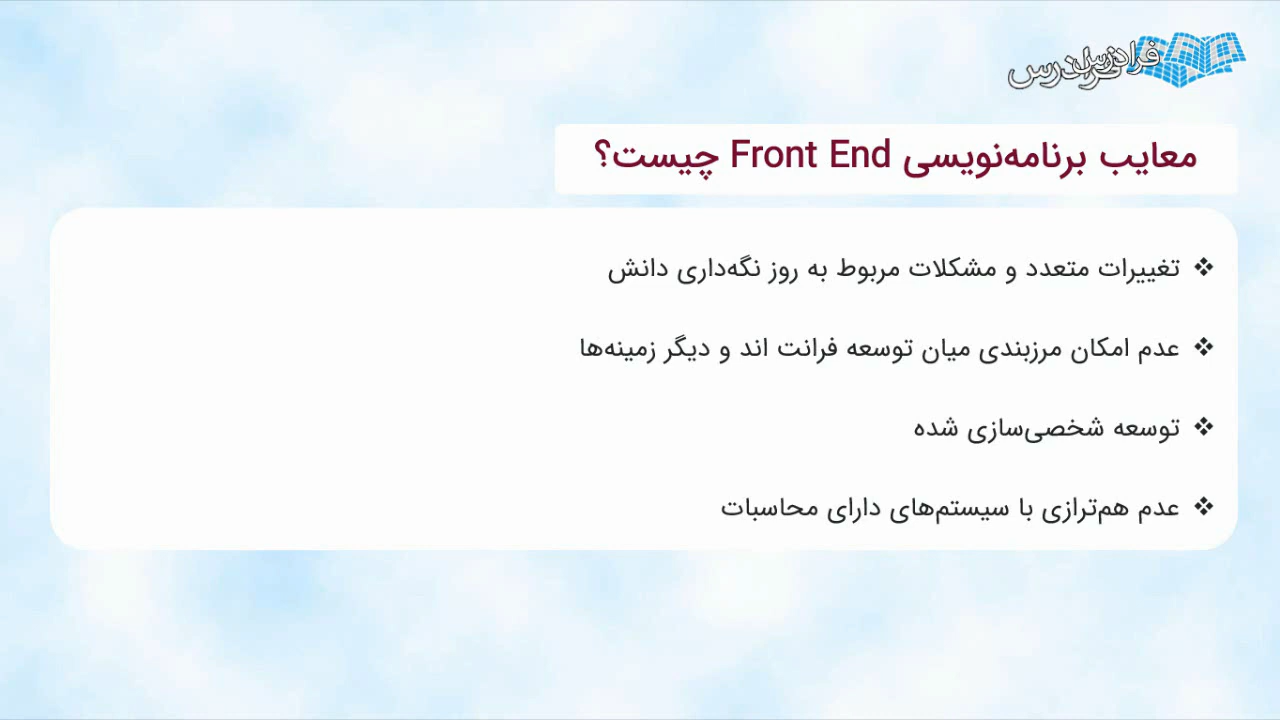 فرادرس
معایب برنامه‌نویسی Front End چیست؟
❖ تغییرات متعدد و مشکلات مربوط به روز نگه‌داری دانش
❖ عدم امکان مرزبندی میان توسعه فرانت اند و دیگر زمینه‌ها
❖ توسعه شخصی‌سازی شده
❖ عدم هم‌ترازی با سیستم‌های دارای محاسبات